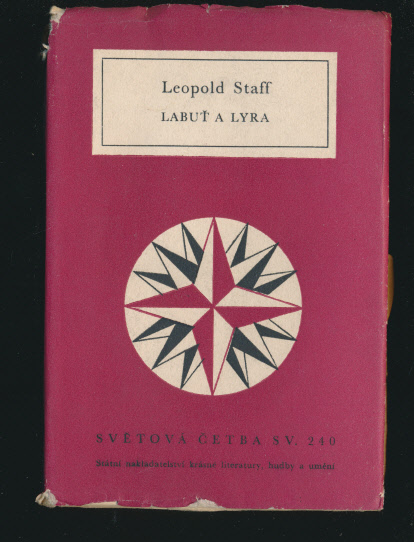 Leopold Staff
LABUŤ A LYRA
SVĚTOVÁ ČETBA SV. 240
Státní nakladatelství krásné literatury, hudby a umění